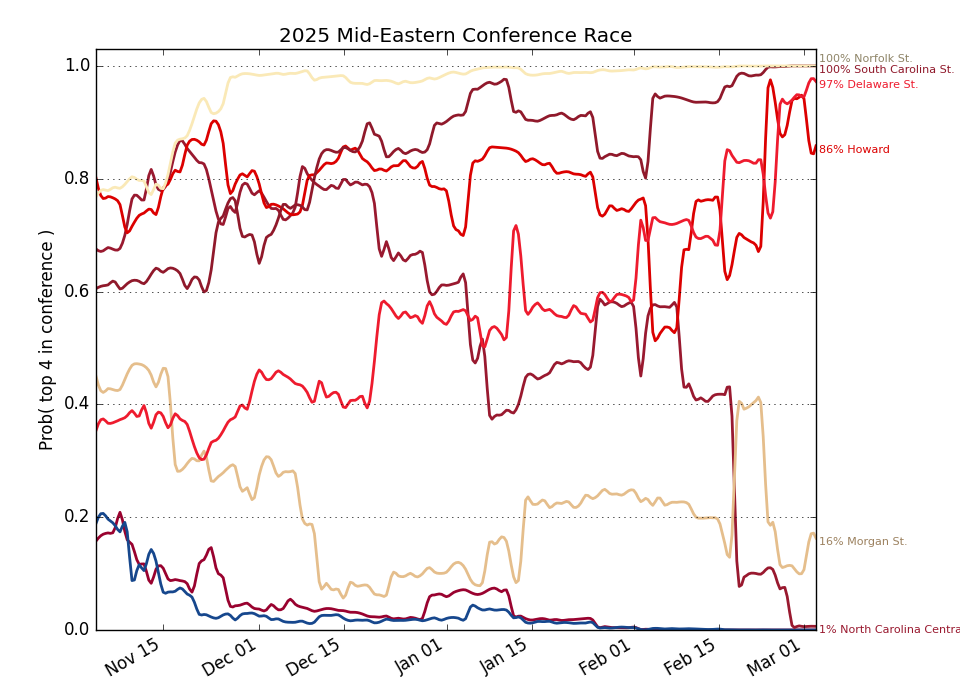 2025 Mid-Eastern Conference Race
Prob( top 4 in conference )
1.0
0.8
0.6
0.4
0.2
0.0
Nov 15
Dec 01
Dec 15
Jan 01
Jan 15
Feb 01
Feb 15
Mar 01
100% Norfolk St.
100% South Carolina St.
97% Delaware St.
86% Howard
16% Morgan St.
1% North Carolina Centra